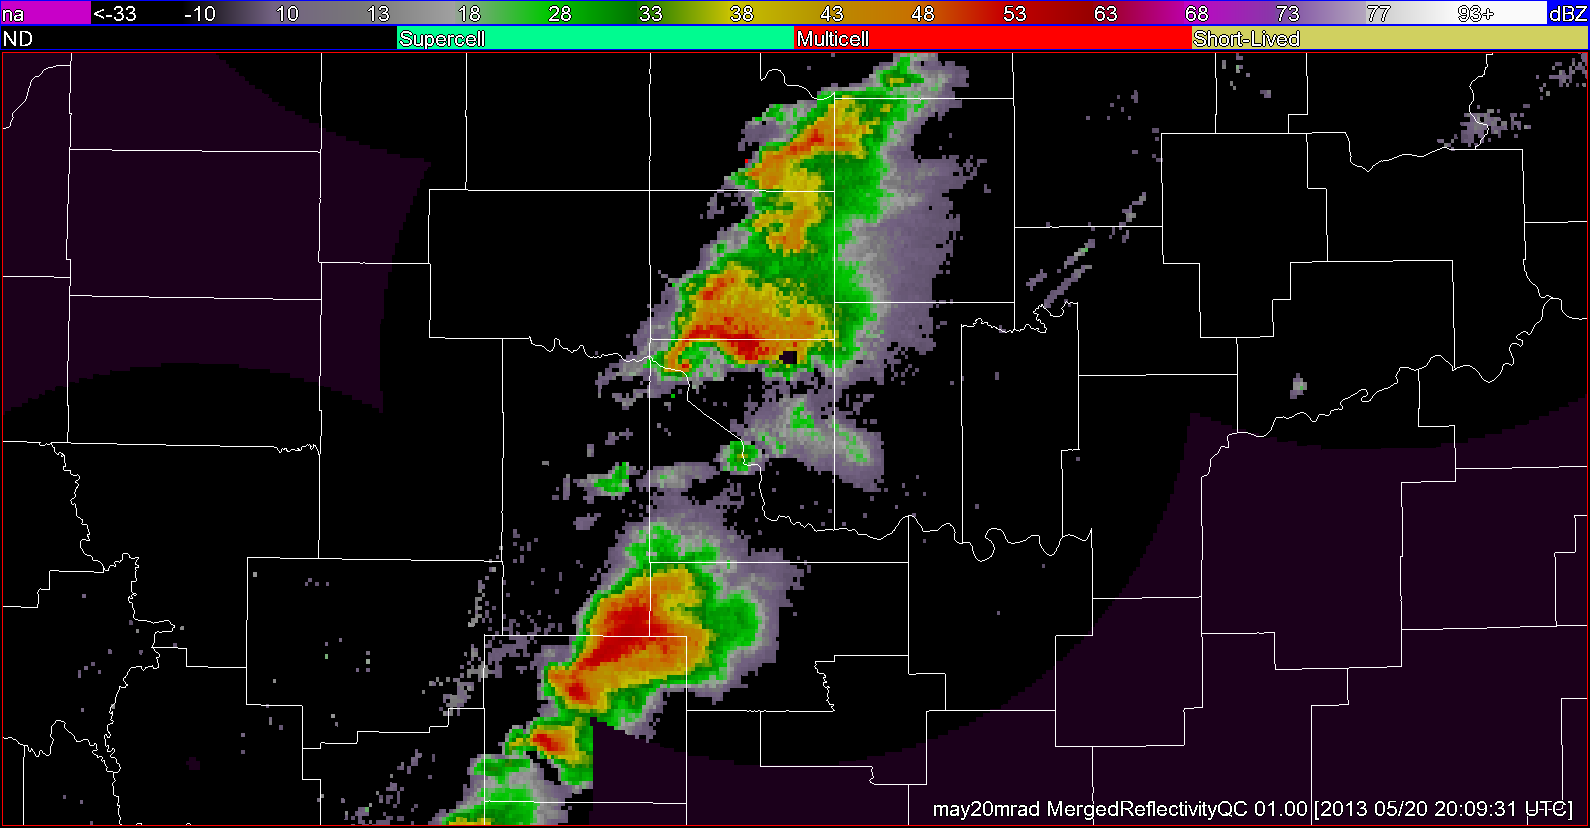 na <-33 -10 10 13 18 28 33 38 43 48 53 63 68 73 77 93+ dBZ
ND Supercell Multicell Short-Lived
may20mrad MergedReflectivityQC 01.00 [2013 05/20 20:09:31 UTC]